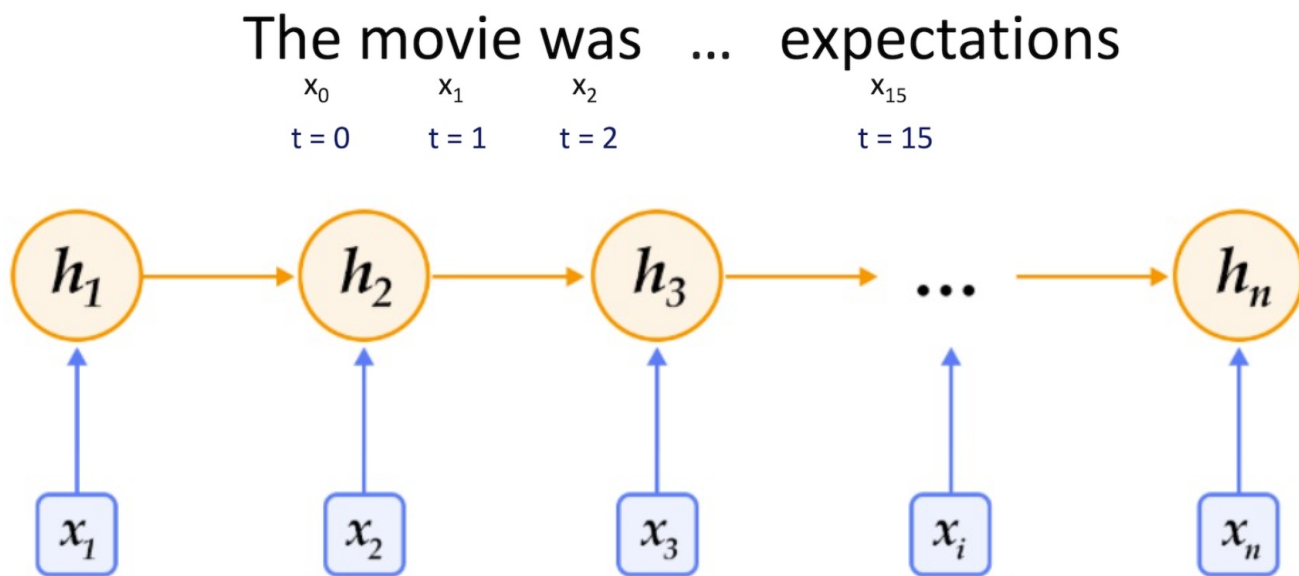 The movie was ... expectations
x₀ x₁ x₂ x₁₅
t = 0 t = 1 t = 2 t = 15
h₁ h₂ h₃ ... hₙ
x₁ x₂ x₃ xᵢ xₙ